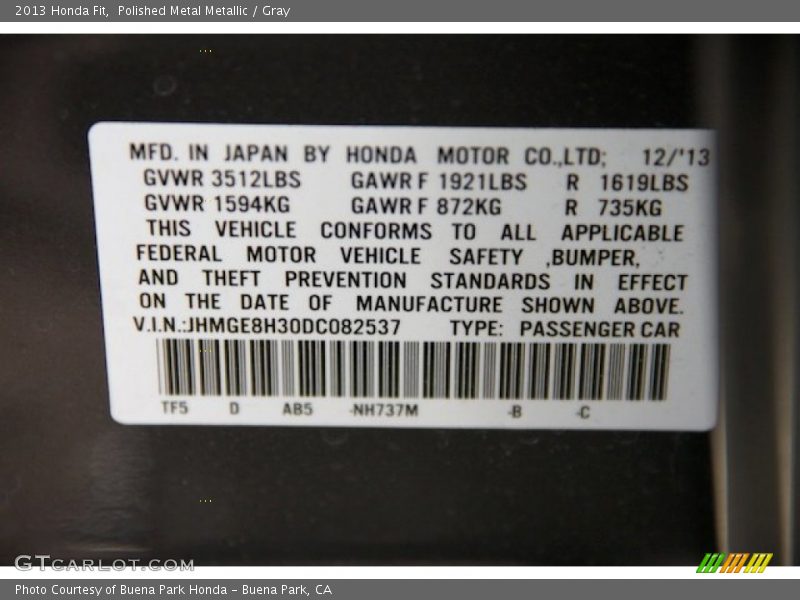 2013 Honda Fit, Polished Metal Metallic / Gray
MFD. IN JAPAN BY HONDA MOTOR CO.,LTD; 12/'13
GVWR 3512LBS GAWR F 1921LBS R 1619LBS
GVWR 1594KG GAWR F 872KG R 735KG
THIS VEHICLE CONFORMS TO ALL APPLICABLE
FEDERAL MOTOR VEHICLE SAFETY ,BUMPER,
AND THEFT PREVENTION STANDARDS IN EFFECT
ON THE DATE OF MANUFACTURE SHOWN ABOVE.
V.I.N.:JHMGE8H30DC082537 TYPE: PASSENGER CAR
TF5 D AB5 -NH737M -B -C
GTCARLOT.COM
Photo Courtesy of Buena Park Honda - Buena Park, CA